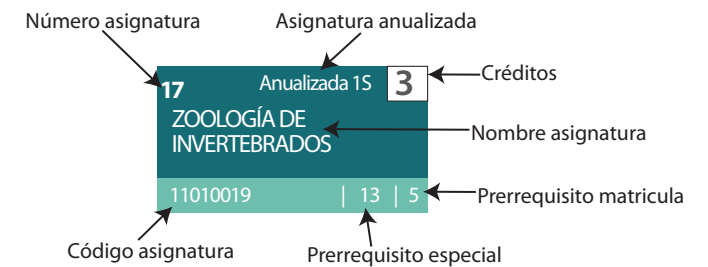 Número asignatura
Asignatura anualizada
17
Anualizada 1S
3
Créditos
ZOOLOGÍA DE
INVERTEBRADOS
Nombre asignatura
11010019 | 13 | 5
Prerrequisito matricula
Código asignatura
Prerrequisito especial